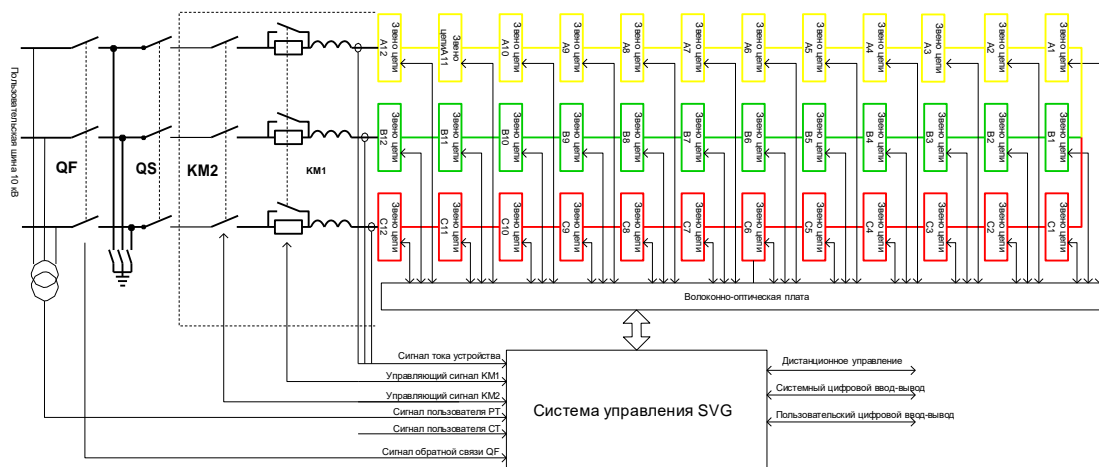 Звено цепи
A12
Звено
цепиA11
Звено цепи
A10
Звено цепи
A9
Звено цепи
A8
Звено цепи
A7
Звено цепи
A6
Звено цепи
A5
Звено цепи
A4
Звено цепи
A3
Звено цепи
A2
Звено цепи
A1
Пользовательская шина 10 кВ
QF
QS
KM2
KM1
Звено цепи
B12
Звено цепи
B11
Звено цепи
B10
Звено цепи
B9
Звено цепи
B8
Звено цепи
B7
Звено цепи
B6
Звено цепи
B5
Звено цепи
B4
Звено цепи
B3
Звено цепи
B2
Звено цепи
B1
Звено цепи
C12
Звено цепи
C11
Звено цепи
C10
Звено цепи
C9
Звено цепи
C8
Звено цепи
C7
Звено цепи
C6
Звено цепи
C5
Звено цепи
C4
Звено цепи
C3
Звено цепи
C2
Звено цепи
C1
Волоконно-оптическая плата
Сигнал тока устройства
Управляющий сигнал KM1
Управляющий сигнал KM2
Сигнал пользователя PT
Сигнал пользователя CT
Сигнал обратной связи QF
Система управления SVG
Дистанционное управление
Системный цифровой ввод-вывод
Пользовательский цифровой ввод-вывод